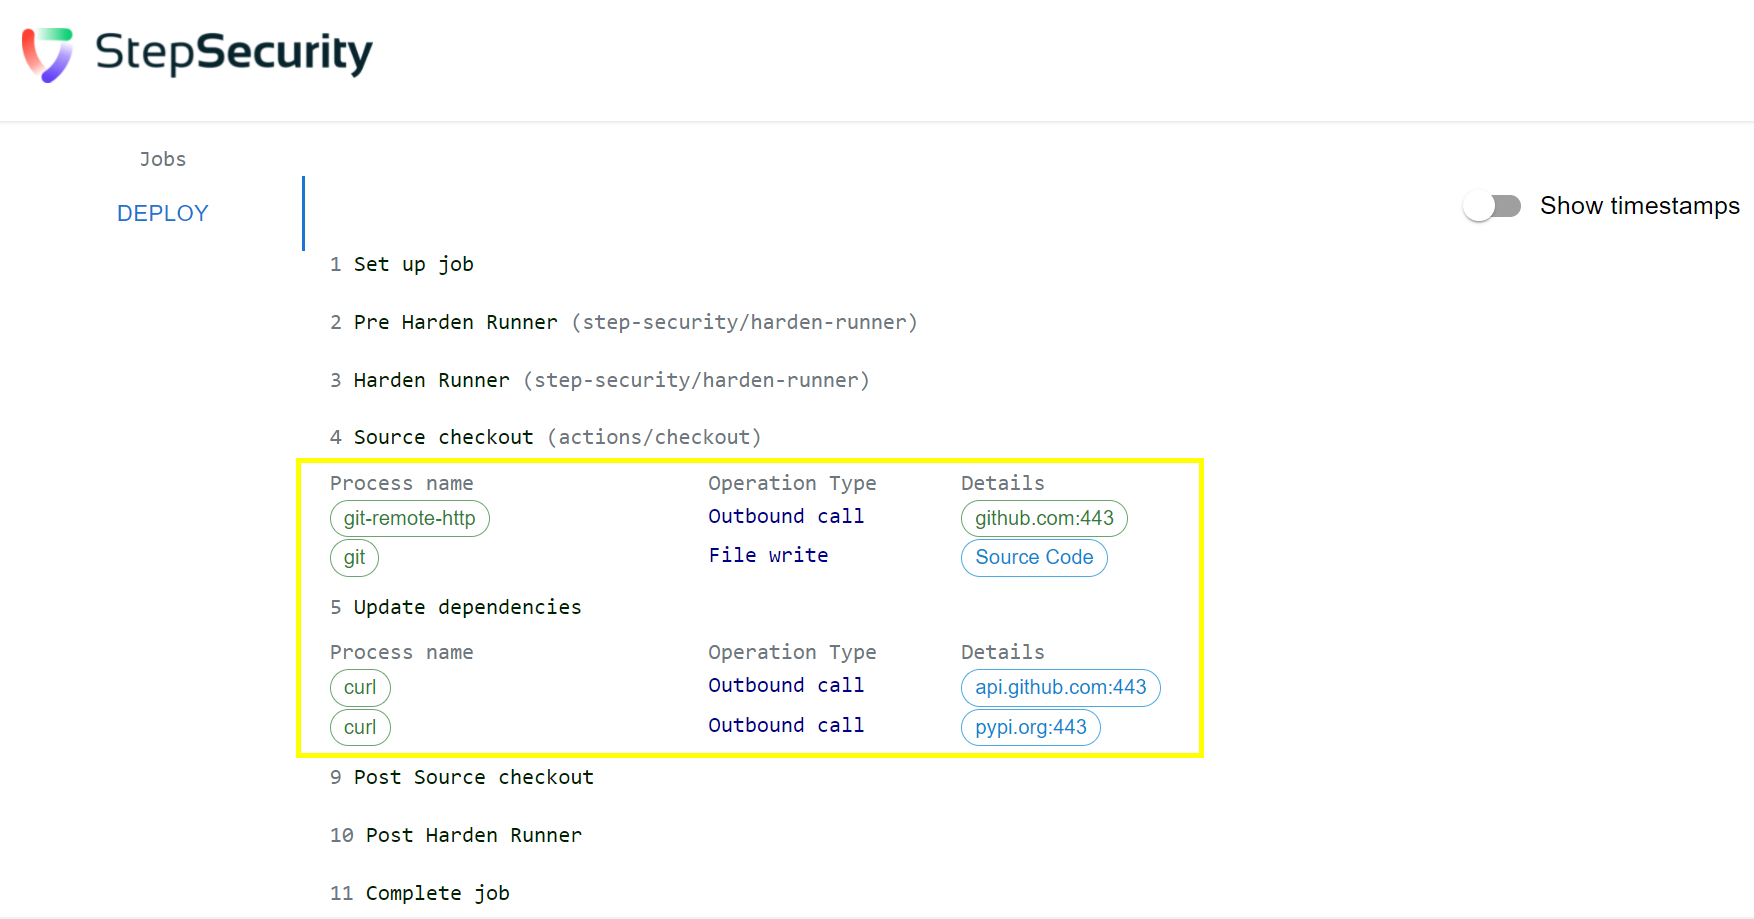 StepSecurity
Jobs
DEPLOY
Show timestamps
1 Set up job
2 Pre Harden Runner (step-security/harden-runner)
3 Harden Runner (step-security/harden-runner)
4 Source checkout (actions/checkout)
Process name Operation Type Details
git-remote-http Outbound call github.com:443
git File write Source Code
5 Update dependencies
Process name Operation Type Details
curl Outbound call api.github.com:443
curl Outbound call pypi.org:443
9 Post Source checkout
10 Post Harden Runner
11 Complete job